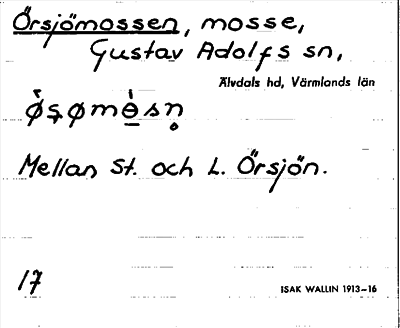 Örsjömossen, mosse,
Gustav Adolfs sn,
Älvdals hd, Värmlands län
Mellan St. och L. Örsjön.
17
ISAK WALLIN 1913–16